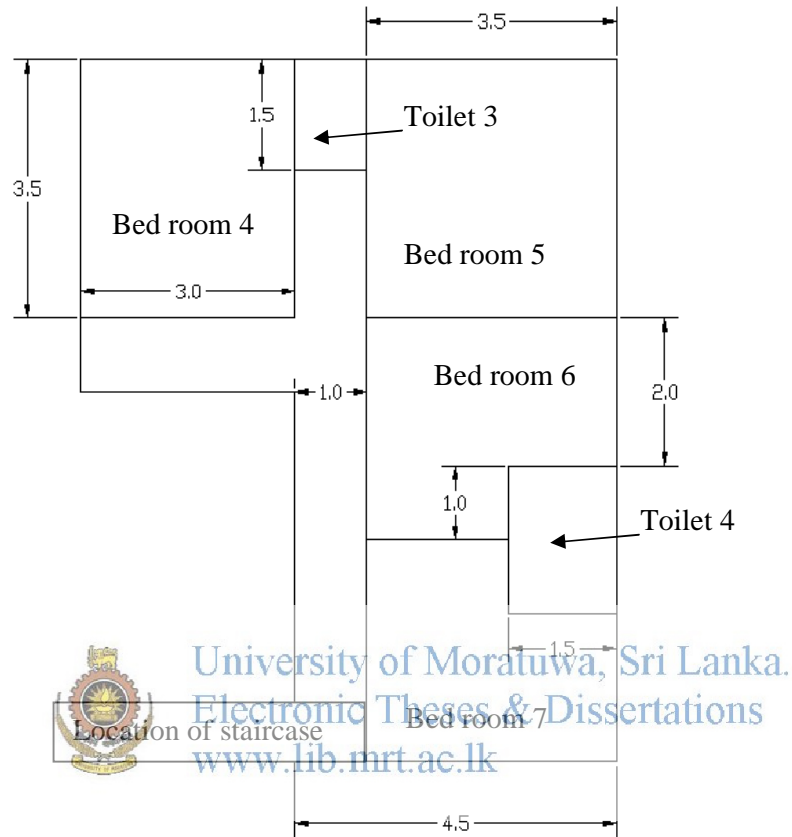 3.5
1.5
Toilet 3
3.5
Bed room 4
Bed room 5
3.0
Bed room 6
1.0
2.0
1.0
Toilet 4
1.5
University of Moratuwa, Sri Lanka.
Electronic Theses & Dissertations
Bed room 7
Location of staircase
www.lib.mrt.ac.lk
4.5